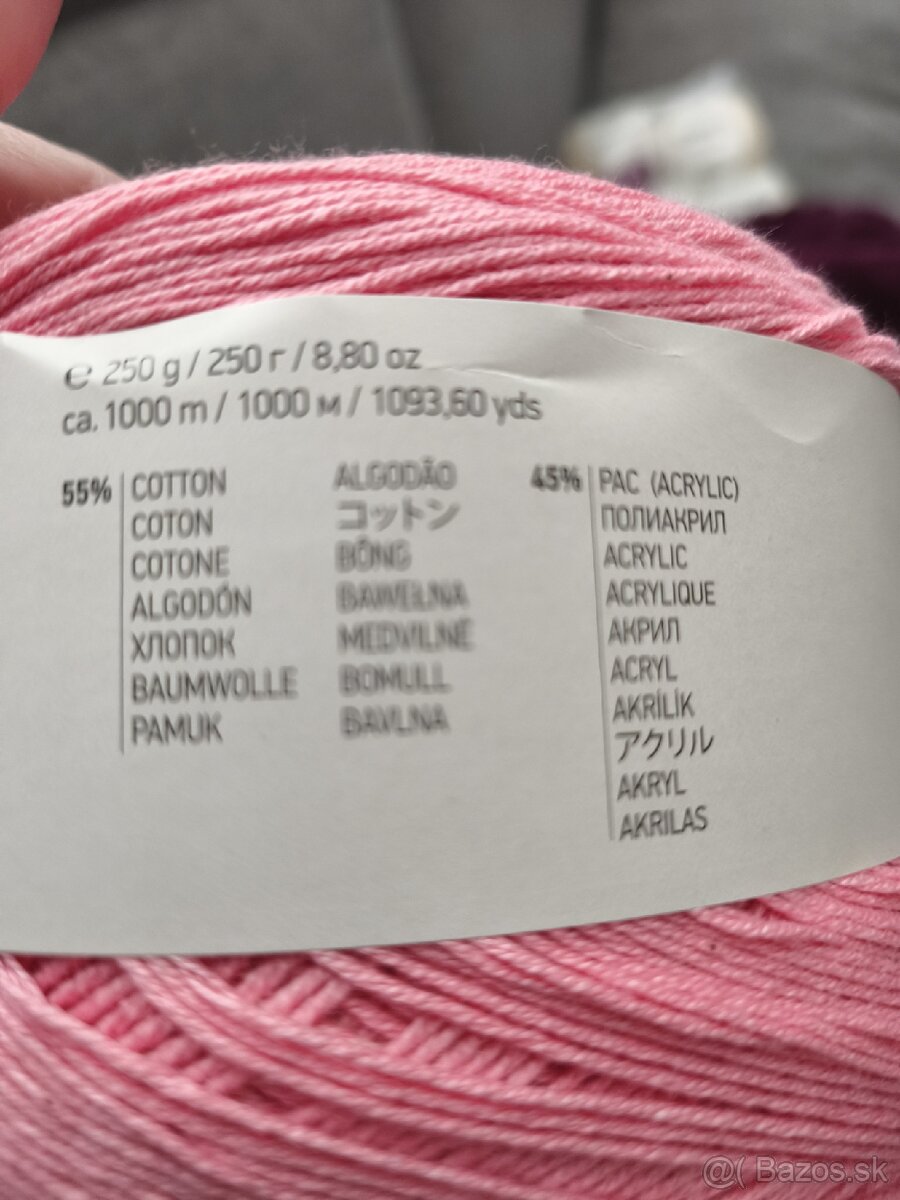 ℮ 250 g / 250 г / 8,80 oz
ca. 1000 m / 1000 м / 1093,60 yds
55%
COTTON
COTON
COTONE
ALGODÓN
ХЛОПОК
BAUMWOLLE
PAMUK
ALGODÃO
コットン
BÔNG
BAWEŁNA
MEDVILNĖ
BOMULL
BAVLNA
45%
PAC (ACRYLIC)
ПОЛИАКРИЛ
ACRYLIC
ACRYLIQUE
АКРИЛ
ACRYL
AKRİLİK
アクリル
AKRYL
AKRILAS
@( Bazos.sk